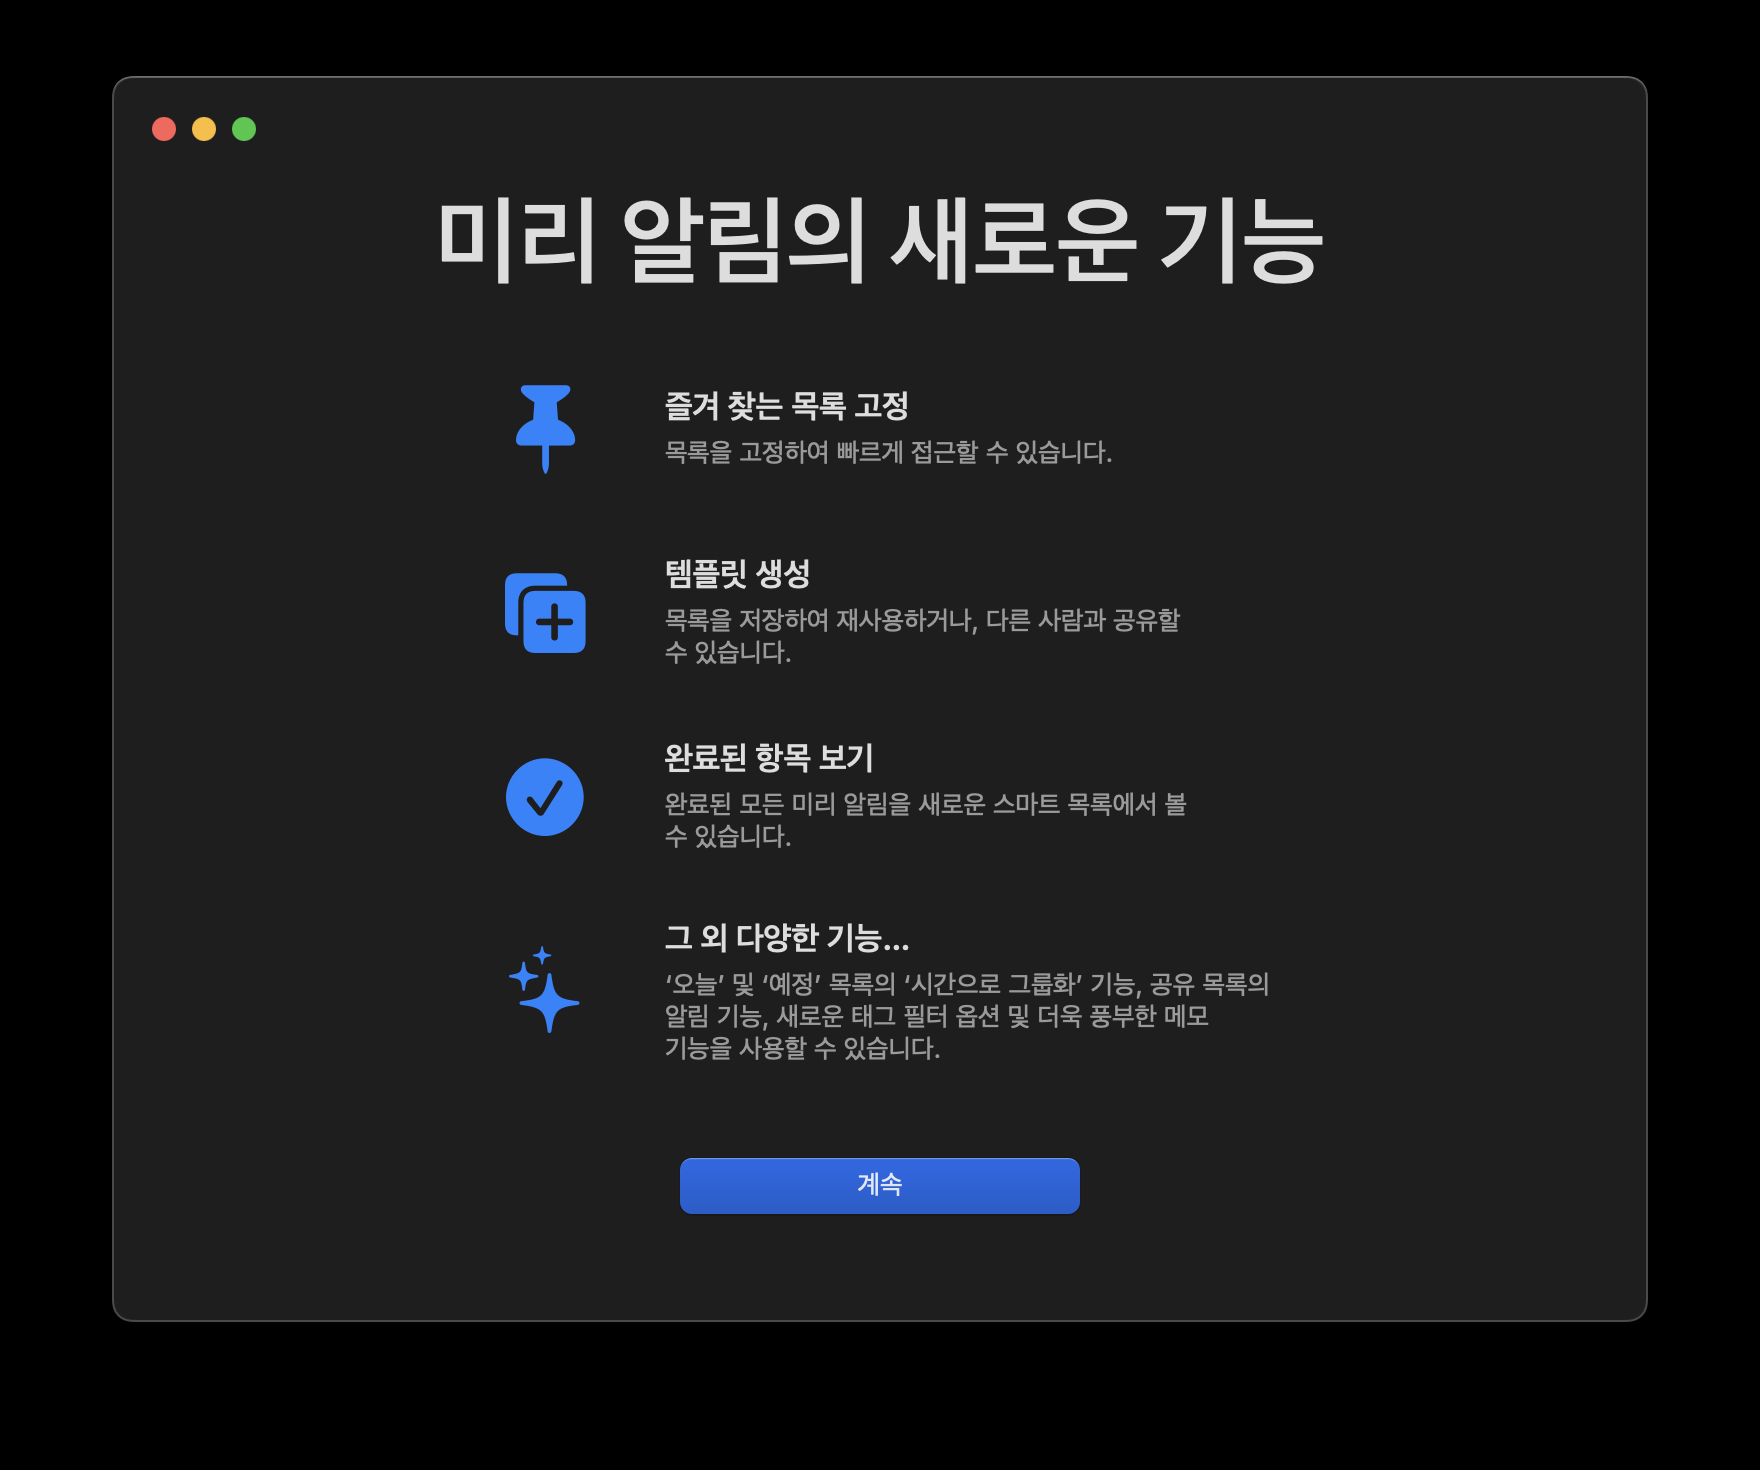 미리 알림의 새로운 기능
즐겨 찾는 목록 고정
목록을 고정하여 빠르게 접근할 수 있습니다.
템플릿 생성
목록을 저장하여 재사용하거나, 다른 사람과 공유할
수 있습니다.
완료된 항목 보기
완료된 모든 미리 알림을 새로운 스마트 목록에서 볼
수 있습니다.
그 외 다양한 기능...
‘오늘’ 및 ‘예정’ 목록의 ‘시간으로 그룹화’ 기능, 공유 목록의
알림 기능, 새로운 태그 필터 옵션 및 더욱 풍부한 메모
기능을 사용할 수 있습니다.
계속